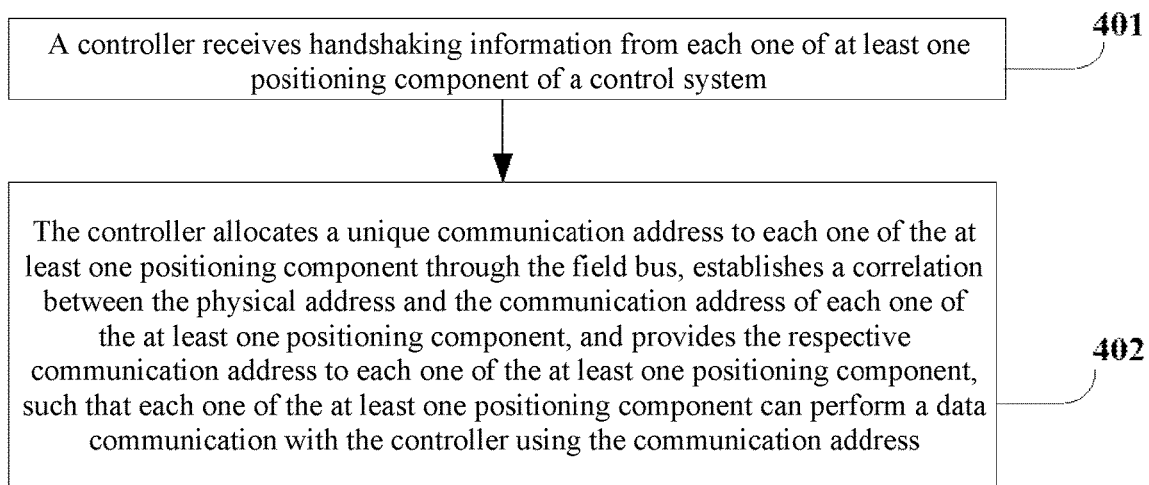 A controller receives handshaking information from each one of at least one
positioning component of a control system
401
The controller allocates a unique communication address to each one of the at
least one positioning component through the field bus, establishes a correlation
between the physical address and the communication address of each one of
the at least one positioning component, and provides the respective
communication address to each one of the at least one positioning component,
such that each one of the at least one positioning component can perform a data
communication with the controller using the communication address
402